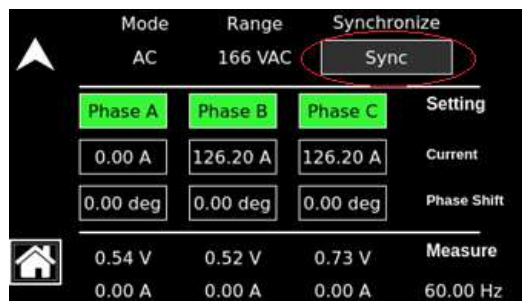 Mode Range Synchronize
AC 166 VAC Sync
Phase A Phase B Phase C Setting
0.00 A 126.20 A 126.20 A Current
0.00 deg 0.00 deg 0.00 deg Phase Shift
0.54 V 0.52 V 0.73 V Measure
0.00 A 0.00 A 0.00 A 60.00 Hz